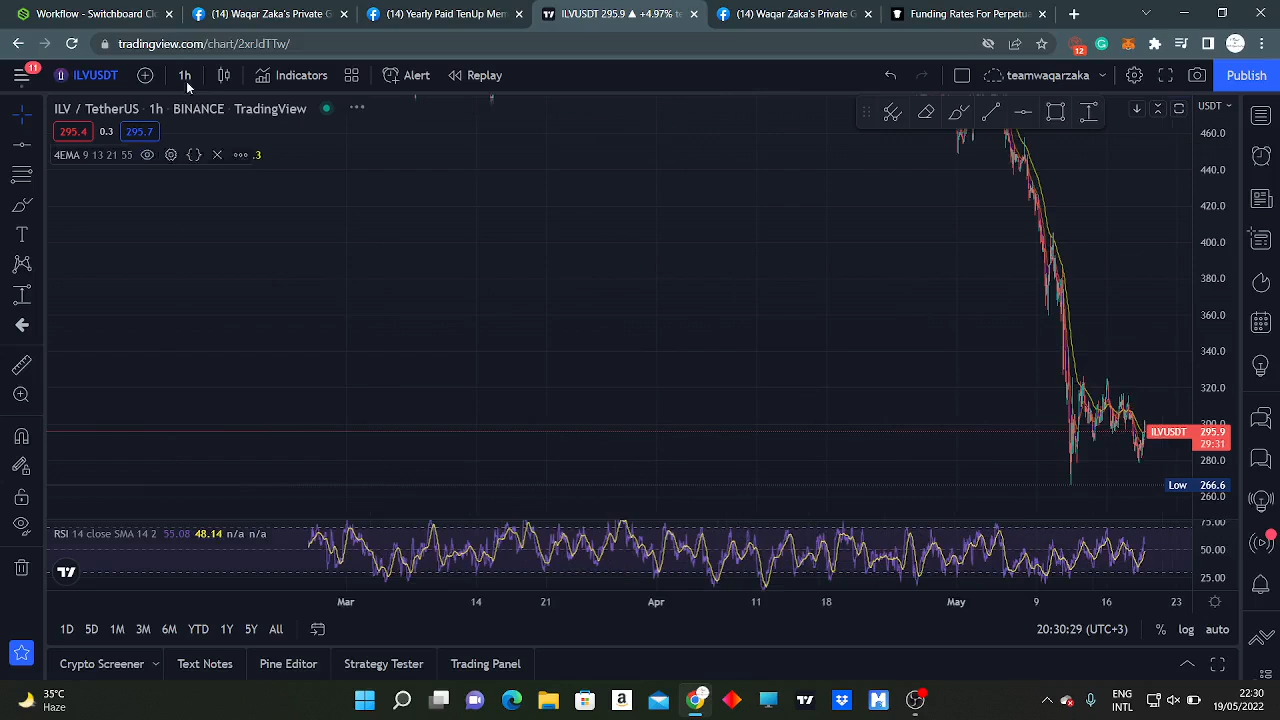 Workflow - Blockchain Cl
(14) Waqar Zaka's Private G
(14) Yearly Paid TenUp Mem
ILVUSDT 295.9 ▲ +4.97% te
(14) Waqar Zaka's Private G
Funding Rates For Perpetua
tradingview.com/chart/2xrJdTTw/
12
11
ILVUSDT
1h
Indicators
Alert
Replay
teamwaqarzaka
Publish
ILV / TetherUS · 1h · BINANCE · TradingView
USDT
295.4
0.3
295.7
4EMA 9 13 21 55
.3
460.0
440.0
420.0
400.0
380.0
360.0
340.0
320.0
300.0
ILVUSDT 295.9
29:31
280.0
Low 266.6
260.0
75.00
RSI 14 close SMA 14 2 55.08 48.14 n/a n/a
50.00
25.00
Mar 14 21 Apr 11 18 May 9 16 23
1D 5D 1M 3M 6M YTD 1Y 5Y All
20:30:29 (UTC+3)
% log auto
Crypto Screener
Text Notes
Pine Editor
Strategy Tester
Trading Panel
35°C
Haze
ENG
INTL
22:30
19/05/2022